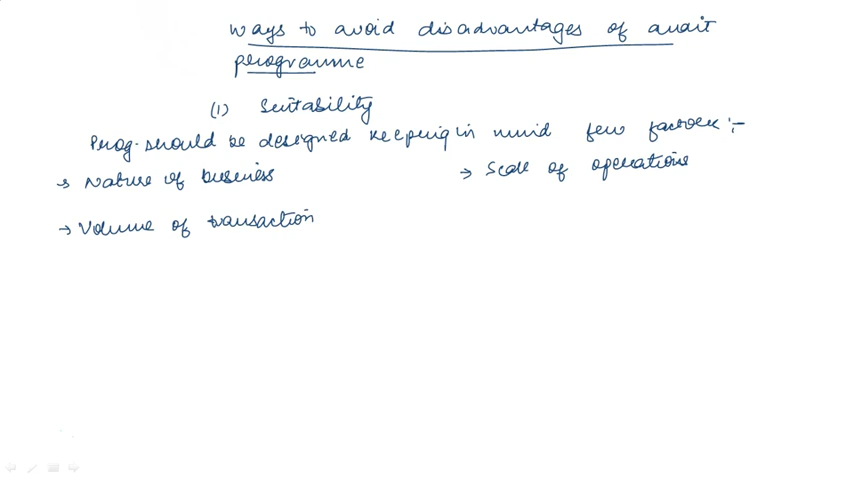 ways to avoid disadvantages of audit
programme
(1) Suitability
Prog. should be designed keeping in mind few factors :-
→ Nature of business → Scale of operations
→ Volume of transaction